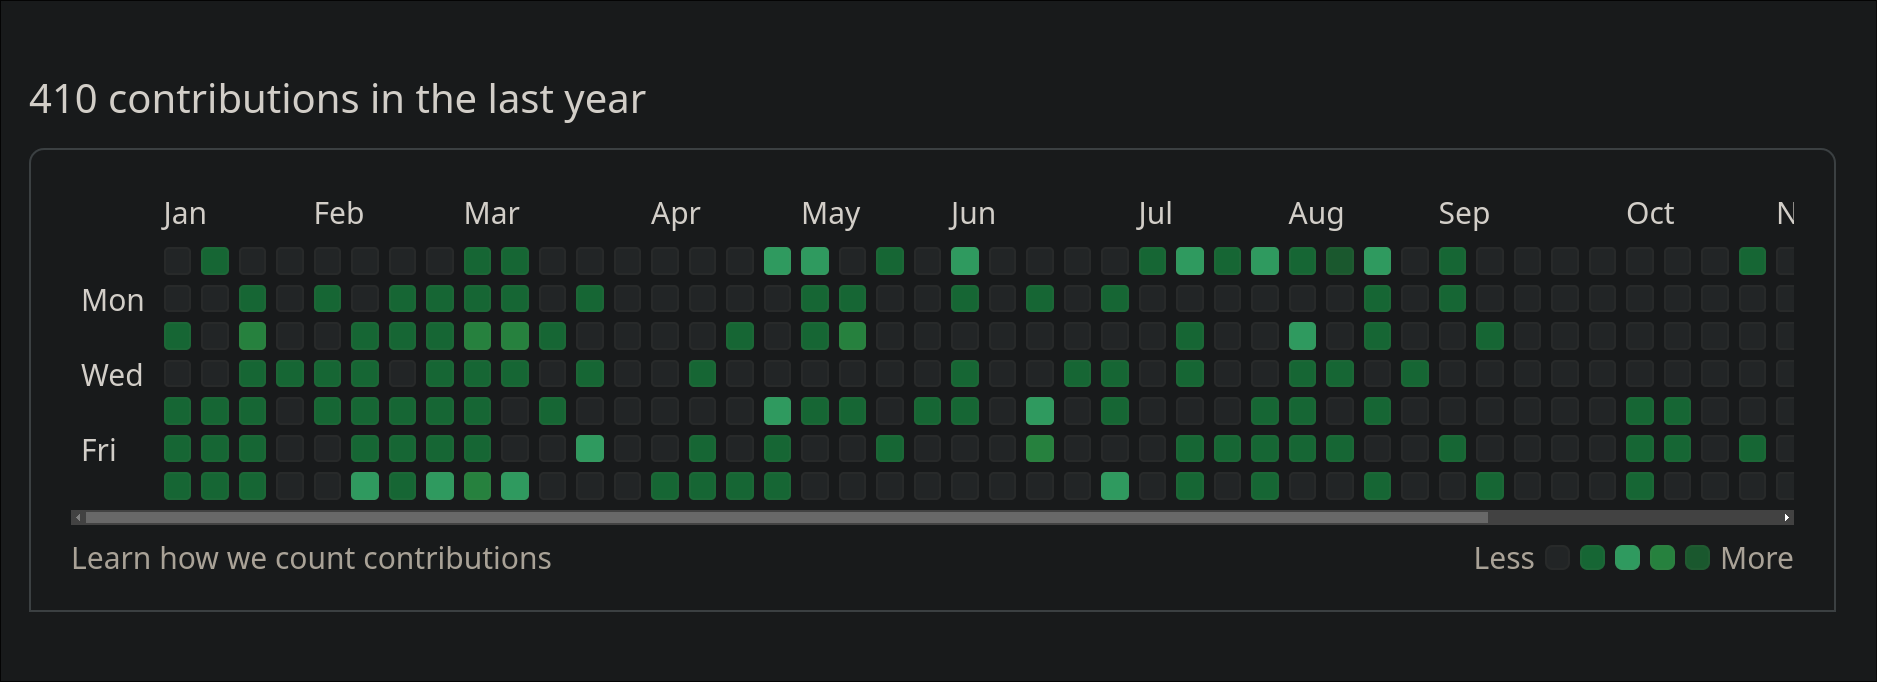 410 contributions in the last year
Jan Feb Mar Apr May Jun Jul Aug Sep Oct N
Mon
Wed
Fri
Learn how we count contributions
Less More